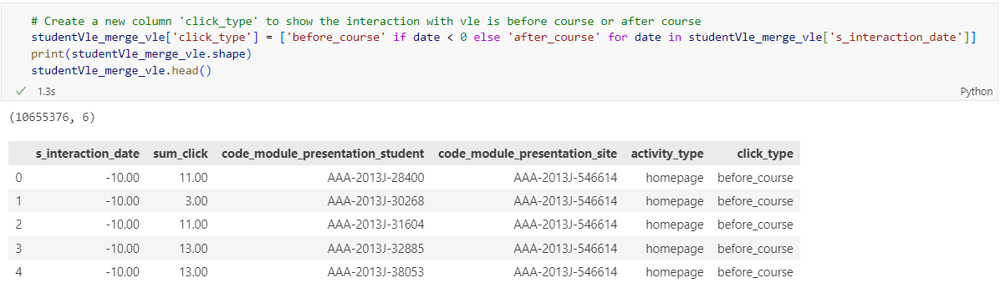 # Create a new column 'click_type' to show the interaction with vle is before course or after course
studentVle_merge_vle['click_type'] = ['before_course' if date < 0 else 'after_course' for date in studentVle_merge_vle['s_interaction_date']]
print(studentVle_merge_vle.shape)
studentVle_merge_vle.head()
✓ 1.3s Python
(10655376, 6)
s_interaction_date sum_click code_module_presentation_student code_module_presentation_site activity_type click_type
0 -10.00 11.00 AAA-2013J-28400 AAA-2013J-546614 homepage before_course
1 -10.00 3.00 AAA-2013J-30268 AAA-2013J-546614 homepage before_course
2 -10.00 11.00 AAA-2013J-31604 AAA-2013J-546614 homepage before_course
3 -10.00 13.00 AAA-2013J-32885 AAA-2013J-546614 homepage before_course
4 -10.00 13.00 AAA-2013J-38053 AAA-2013J-546614 homepage before_course